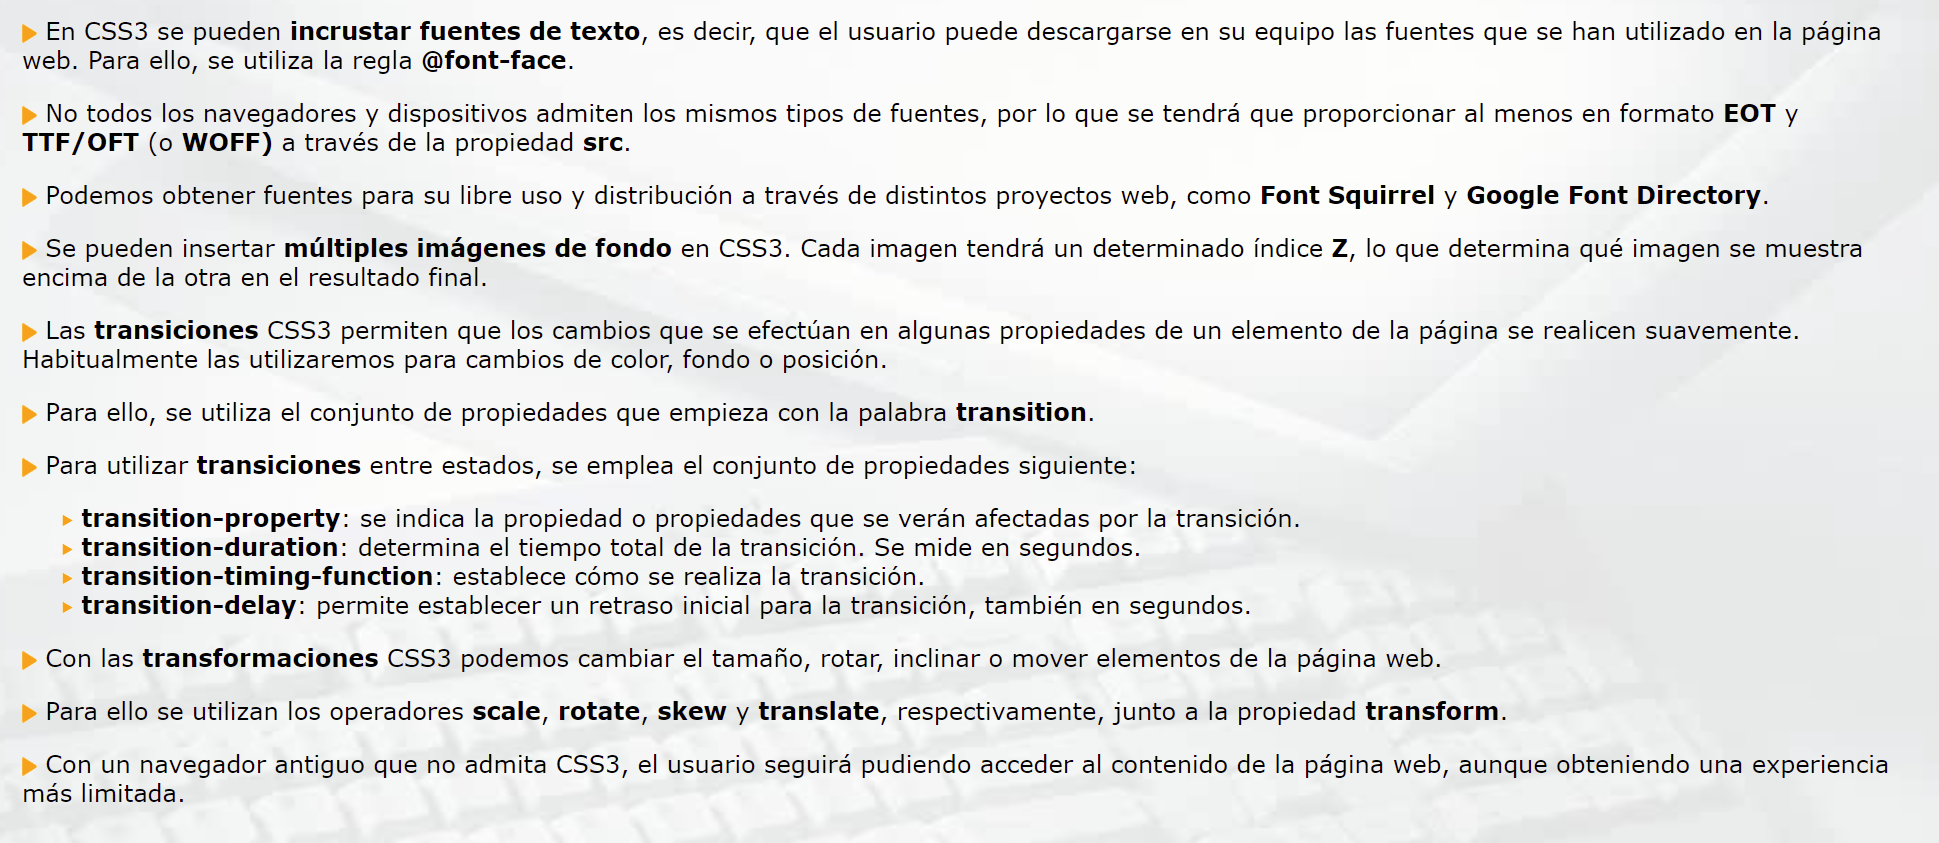 En CSS3 se pueden incrustar fuentes de texto, es decir, que el usuario puede descargarse en su equipo las fuentes que se han utilizado en la página
web. Para ello, se utiliza la regla @font-face.
No todos los navegadores y dispositivos admiten los mismos tipos de fuentes, por lo que se tendrá que proporcionar al menos en formato EOT y
TTF/OFT (o WOFF) a través de la propiedad src.
Podemos obtener fuentes para su libre uso y distribución a través de distintos proyectos web, como Font Squirrel y Google Font Directory.
Se pueden insertar múltiples imágenes de fondo en CSS3. Cada imagen tendrá un determinado índice Z, lo que determina qué imagen se muestra
encima de la otra en el resultado final.
Las transiciones CSS3 permiten que los cambios que se efectúan en algunas propiedades de un elemento de la página se realicen suavemente.
Habitualmente las utilizaremos para cambios de color, fondo o posición.
Para ello, se utiliza el conjunto de propiedades que empieza con la palabra transition.
Para utilizar transiciones entre estados, se emplea el conjunto de propiedades siguiente:
transition-property: se indica la propiedad o propiedades que se verán afectadas por la transición.
transition-duration: determina el tiempo total de la transición. Se mide en segundos.
transition-timing-function: establece cómo se realiza la transición.
transition-delay: permite establecer un retraso inicial para la transición, también en segundos.
Con las transformaciones CSS3 podemos cambiar el tamaño, rotar, inclinar o mover elementos de la página web.
Para ello se utilizan los operadores scale, rotate, skew y translate, respectivamente, junto a la propiedad transform.
Con un navegador antiguo que no admita CSS3, el usuario seguirá pudiendo acceder al contenido de la página web, aunque obteniendo una experiencia
más limitada.